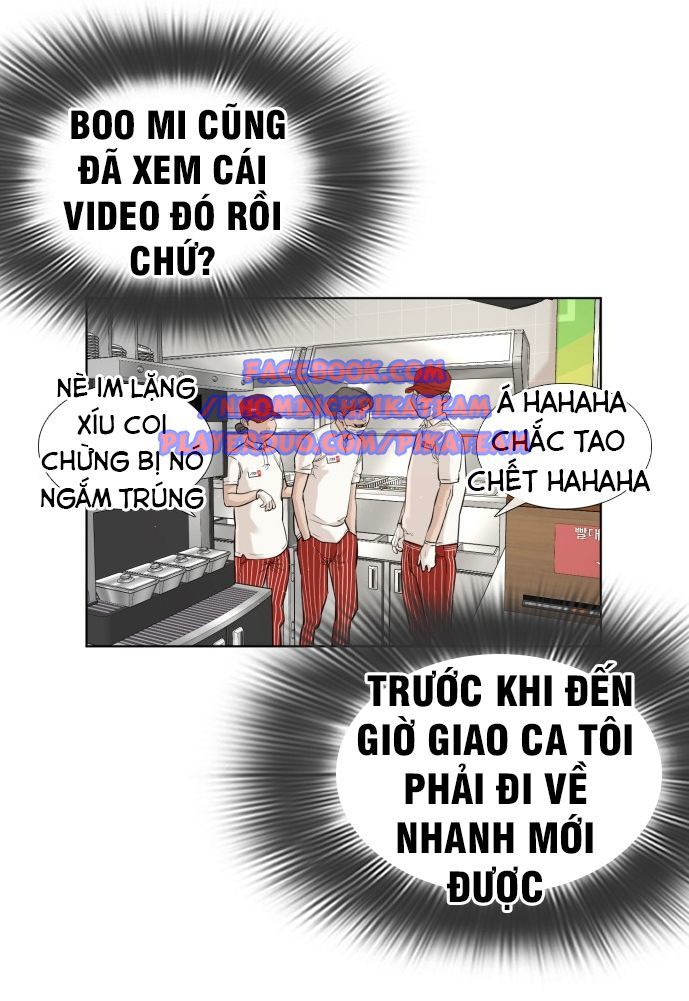 BOO MI CŨNG
ĐÃ XEM CÁI
VIDEO ĐÓ RỒI
CHỨ?
FACEBOOK.COM
/NHOMDICHPIKATEAM
PLAYERDUO.COM/PIKATEAM
NÈ IM LẶNG
XÍU COI
CHỪNG BỊ NÓ
NGẮM TRÚNG
Á HAHAHA
CHẮC TAO
CHẾT HAHAHA
빨대
TRƯỚC KHI ĐẾN
GIỜ GIAO CA TÔI
PHẢI ĐI VỀ
NHANH MỚI
ĐƯỢC